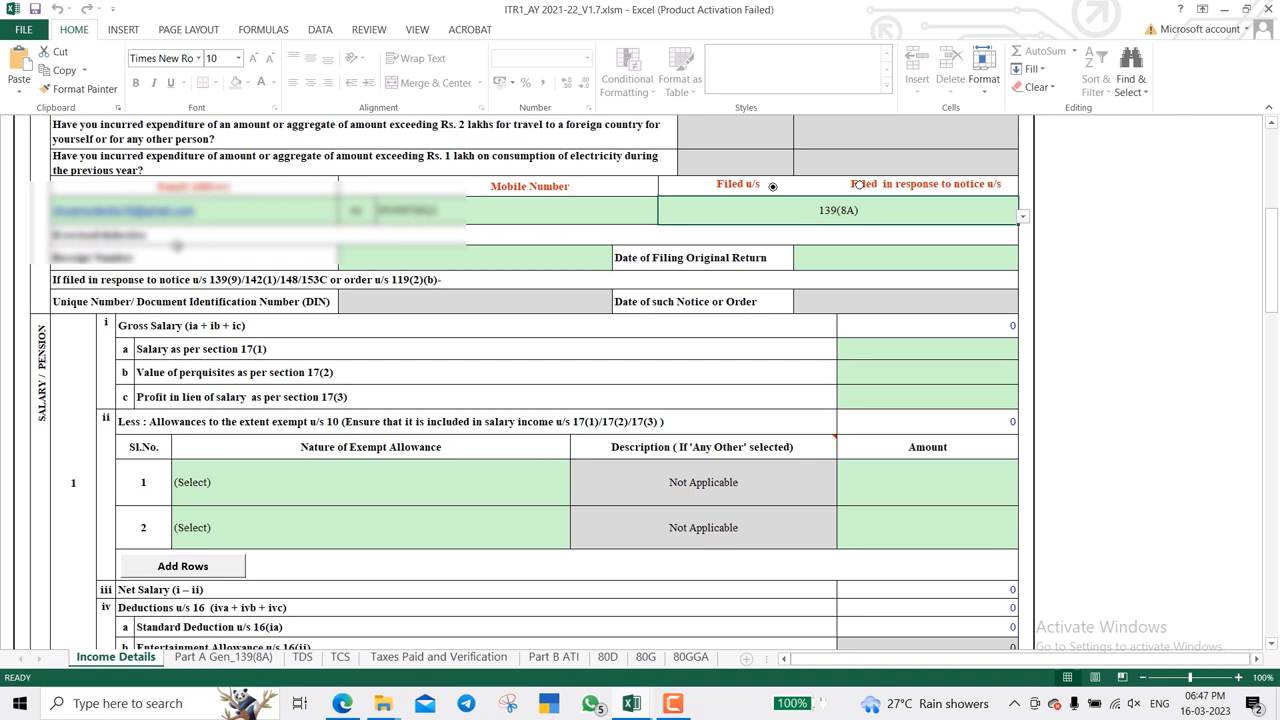 ITR1_AY 2021-22_V1.7.xlsm - Excel (Product Activation Failed)
FILE HOME INSERT PAGE LAYOUT FORMULAS DATA REVIEW VIEW ACROBAT Microsoft account
Paste
Cut
Copy
Format Painter
Clipboard
Times New Ro 10
B I U
Font
Wrap Text
Merge & Center
Alignment
%
Number
Conditional Formatting
Format as Table
Styles
Insert Delete Format
Cells
AutoSum
Fill
Clear
Sort & Filter
Find & Select
Editing
Have you incurred expenditure of an amount or aggregate of amount exceeding Rs. 2 lakhs for travel to a foreign country for
yourself or for any other person?
Have you incurred expenditure of amount or aggregate of amount exceeding Rs. 1 lakh on consumption of electricity during
the previous year?
Email Address Mobile Number Filed u/s Filed in response to notice u/s
139(8A)
Receipt Number Date of Filing Original Return
If filed in response to notice u/s 139(9)/142(1)/148/153C or order u/s 119(2)(b)-
Unique Number/ Document Identification Number (DIN) Date of such Notice or Order
SALARY / PENSION
1
i Gross Salary (ia + ib + ic) 0
a Salary as per section 17(1)
b Value of perquisites as per section 17(2)
c Profit in lieu of salary as per section 17(3)
ii Less : Allowances to the extent exempt u/s 10 (Ensure that it is included in salary income u/s 17(1)/17(2)/17(3) ) 0
Sl.No. Nature of Exempt Allowance Description ( If 'Any Other' selected) Amount
1 (Select) Not Applicable
2 (Select) Not Applicable
Add Rows
iii Net Salary (i – ii) 0
iv Deductions u/s 16 (iva + ivb + ivc) 0
a Standard Deduction u/s 16(ia) 0
b Entertainment Allowance u/s 16(ii) 0
Activate Windows
Go to Settings to activate Windows.
Income Details Part A Gen_139(8A) TDS TCS Taxes Paid and Verification Part B ATI 80D 80G 80GGA
READY 100%
Type here to search
5
100%
27°C Rain showers
ENG
06:47 PM
16-03-2023
2